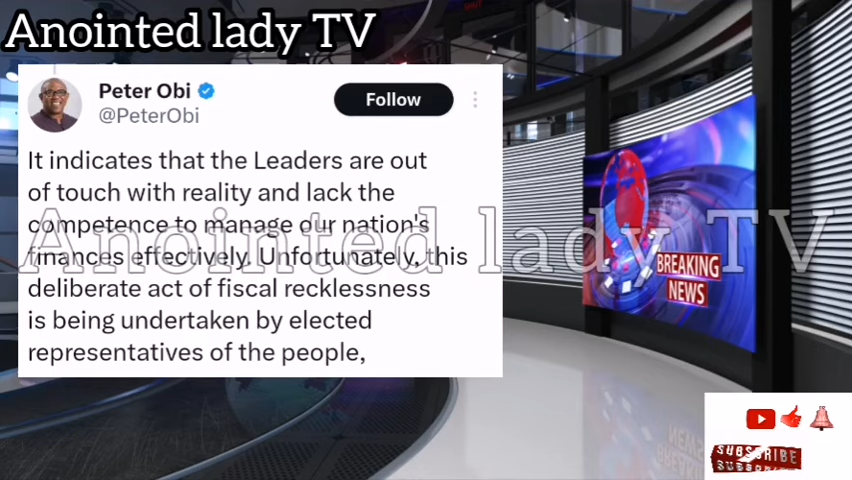 Anointed lady TV
Peter Obi
@PeterObi
Follow
It indicates that the Leaders are out
of touch with reality and lack the
competence to manage our nation's
finances effectively. Unfortunately, this
deliberate act of fiscal recklessness
is being undertaken by elected
representatives of the people,
Anointed lady TV
BREAKING
NEWS
SUBSCRIBE